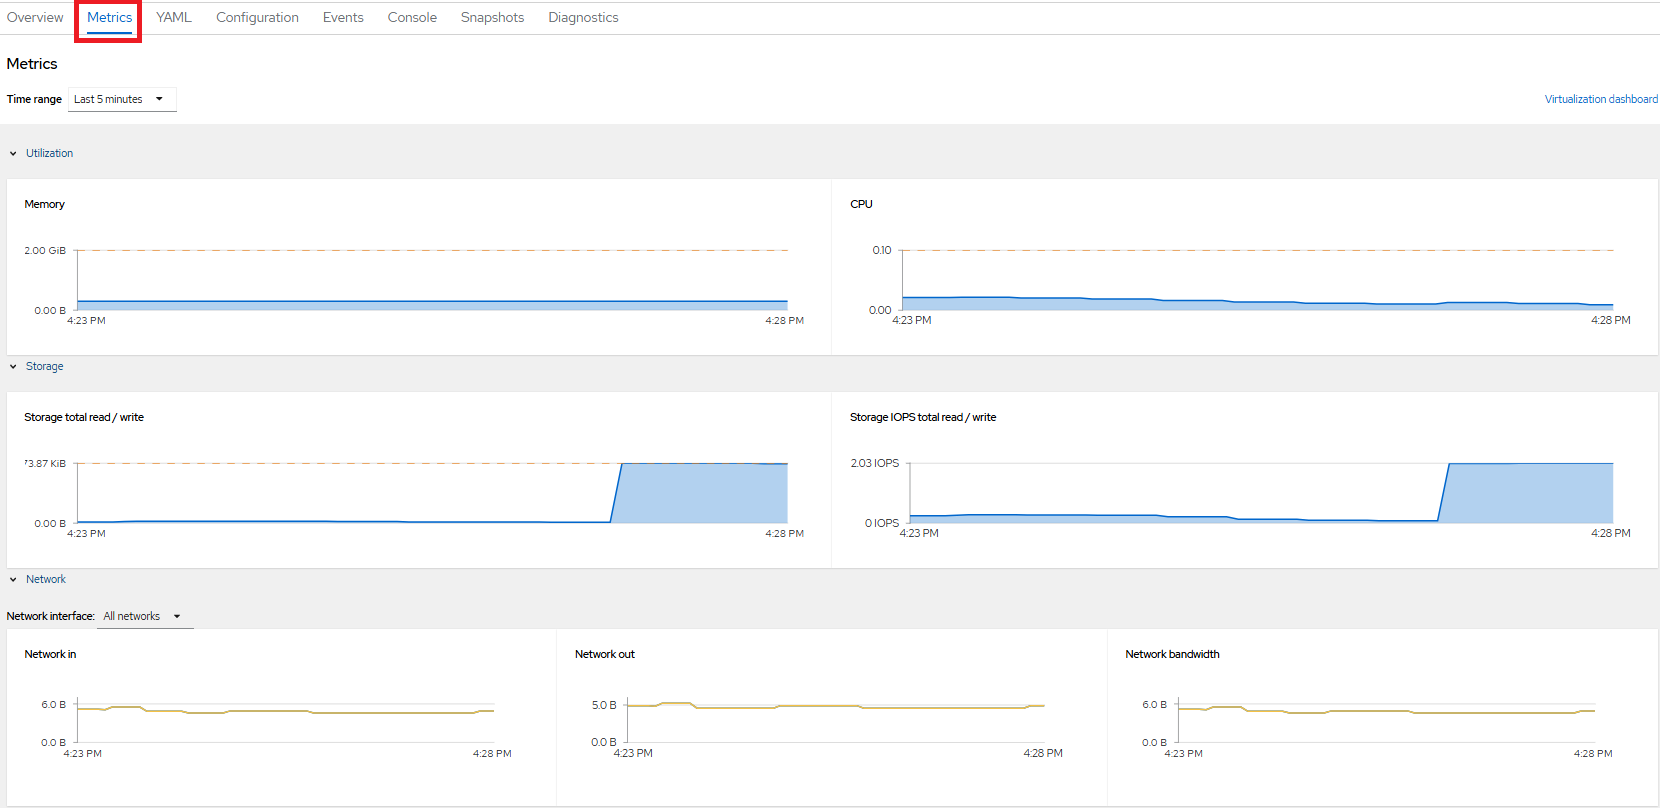 Overview Metrics YAML Configuration Events Console Snapshots Diagnostics
Metrics
Time range Last 5 minutes Virtualization dashboard
Utilization
Memory
2.00 GiB
0.00 B
4:23 PM 4:28 PM
CPU
0.10
0.00
4:23 PM 4:28 PM
Storage
Storage total read / write
73.87 KiB
0.00 B
4:23 PM 4:28 PM
Storage IOPS total read / write
2.03 IOPS
0 IOPS
4:23 PM 4:28 PM
Network
Network interface: All networks
Network in
6.0 B
0.0 B
4:23 PM 4:28 PM
Network out
5.0 B
0.0 B
4:23 PM 4:28 PM
Network bandwidth
6.0 B
0.0 B
4:23 PM 4:28 PM